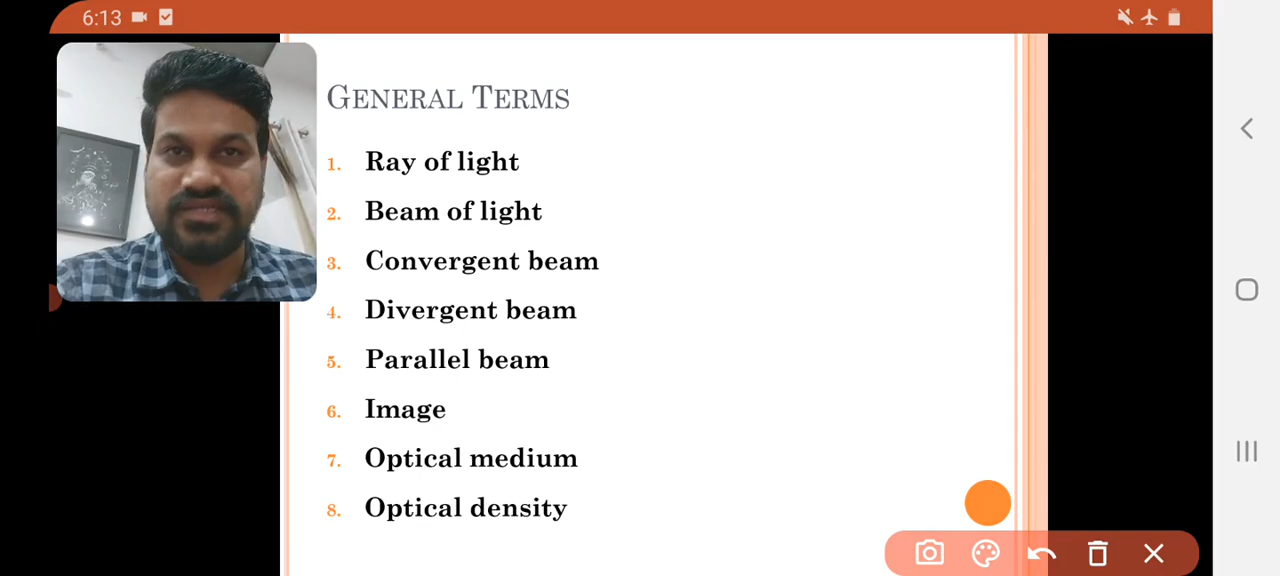 6:13
GENERAL TERMS
1. Ray of light
2. Beam of light
3. Convergent beam
4. Divergent beam
5. Parallel beam
6. Image
7. Optical medium
8. Optical density